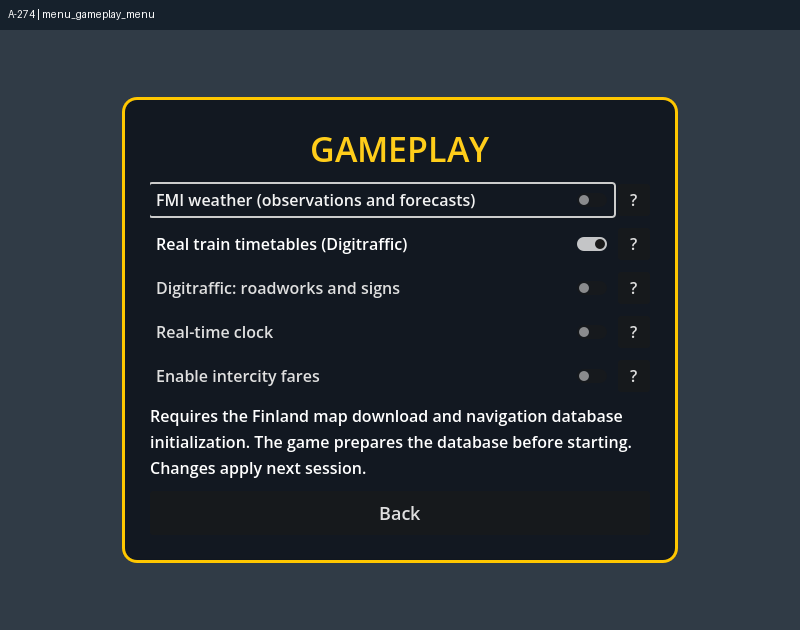 A-274 | menu_gameplay_menu
GAMEPLAY
FMI weather (observations and forecasts) ?
Real train timetables (Digitraffic) ?
Digitraffic: roadworks and signs ?
Real-time clock ?
Enable intercity fares ?
Requires the Finland map download and navigation database
initialization. The game prepares the database before starting.
Changes apply next session.
Back